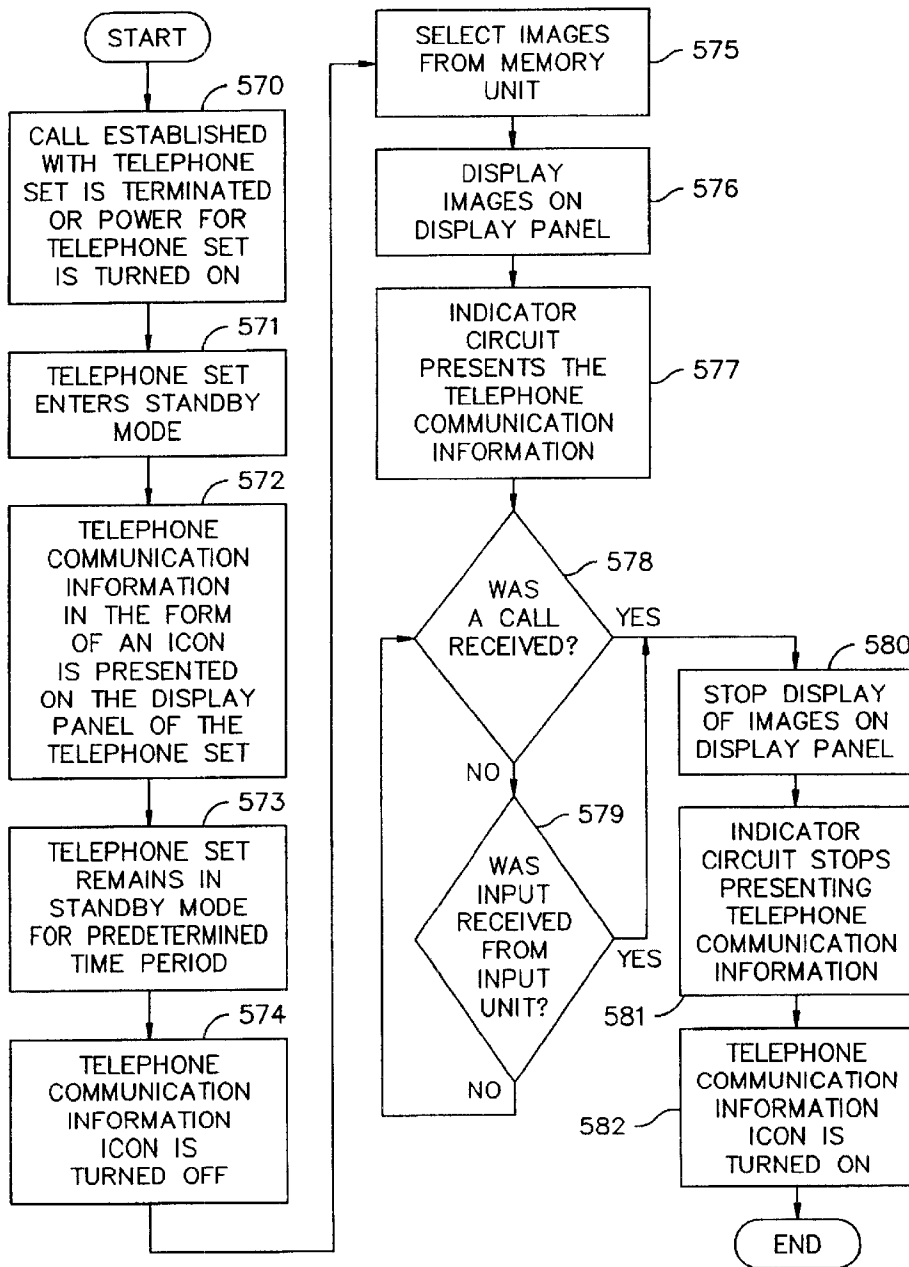 START
570
CALL ESTABLISHED
WITH TELEPHONE
SET IS TERMINATED
OR POWER FOR
TELEPHONE SET
IS TURNED ON
571
TELEPHONE SET
ENTERS STANDBY
MODE
572
TELEPHONE
COMMUNICATION
INFORMATION
IN THE FORM
OF AN ICON
IS PRESENTED
ON THE DISPLAY
PANEL OF THE
TELEPHONE SET
573
TELEPHONE SET
REMAINS IN
STANDBY MODE
FOR PREDETERMINED
TIME PERIOD
574
TELEPHONE
COMMUNICATION
INFORMATION
ICON IS
TURNED OFF
SELECT IMAGES
FROM MEMORY
UNIT
575
DISPLAY
IMAGES ON
DISPLAY PANEL
576
INDICATOR
CIRCUIT
PRESENTS THE
TELEPHONE
COMMUNICATION
INFORMATION
577
578
WAS
A CALL
RECEIVED?
YES
NO
579
WAS
INPUT
RECEIVED
FROM
INPUT
UNIT?
YES
NO
580
STOP DISPLAY
OF IMAGES ON
DISPLAY PANEL
INDICATOR
CIRCUIT STOPS
PRESENTING
TELEPHONE
COMMUNICATION
INFORMATION
581
TELEPHONE
COMMUNICATION
INFORMATION
ICON IS
TURNED ON
582
END